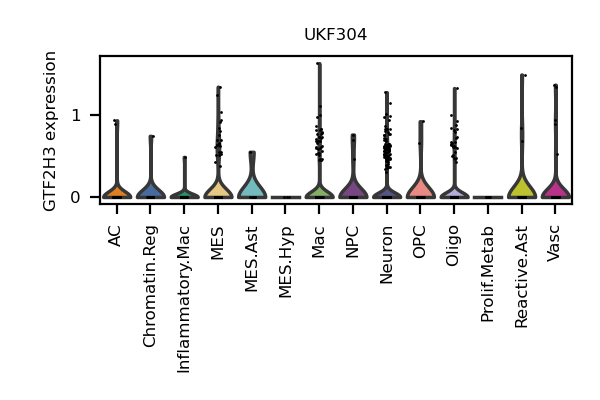 UKF304
GTF2H3 expression
1
0
AC
Chromatin.Reg
Inflammatory.Mac
MES
MES.Ast
MES.Hyp
Mac
NPC
Neuron
OPC
Oligo
Prolif.Metab
Reactive.Ast
Vasc